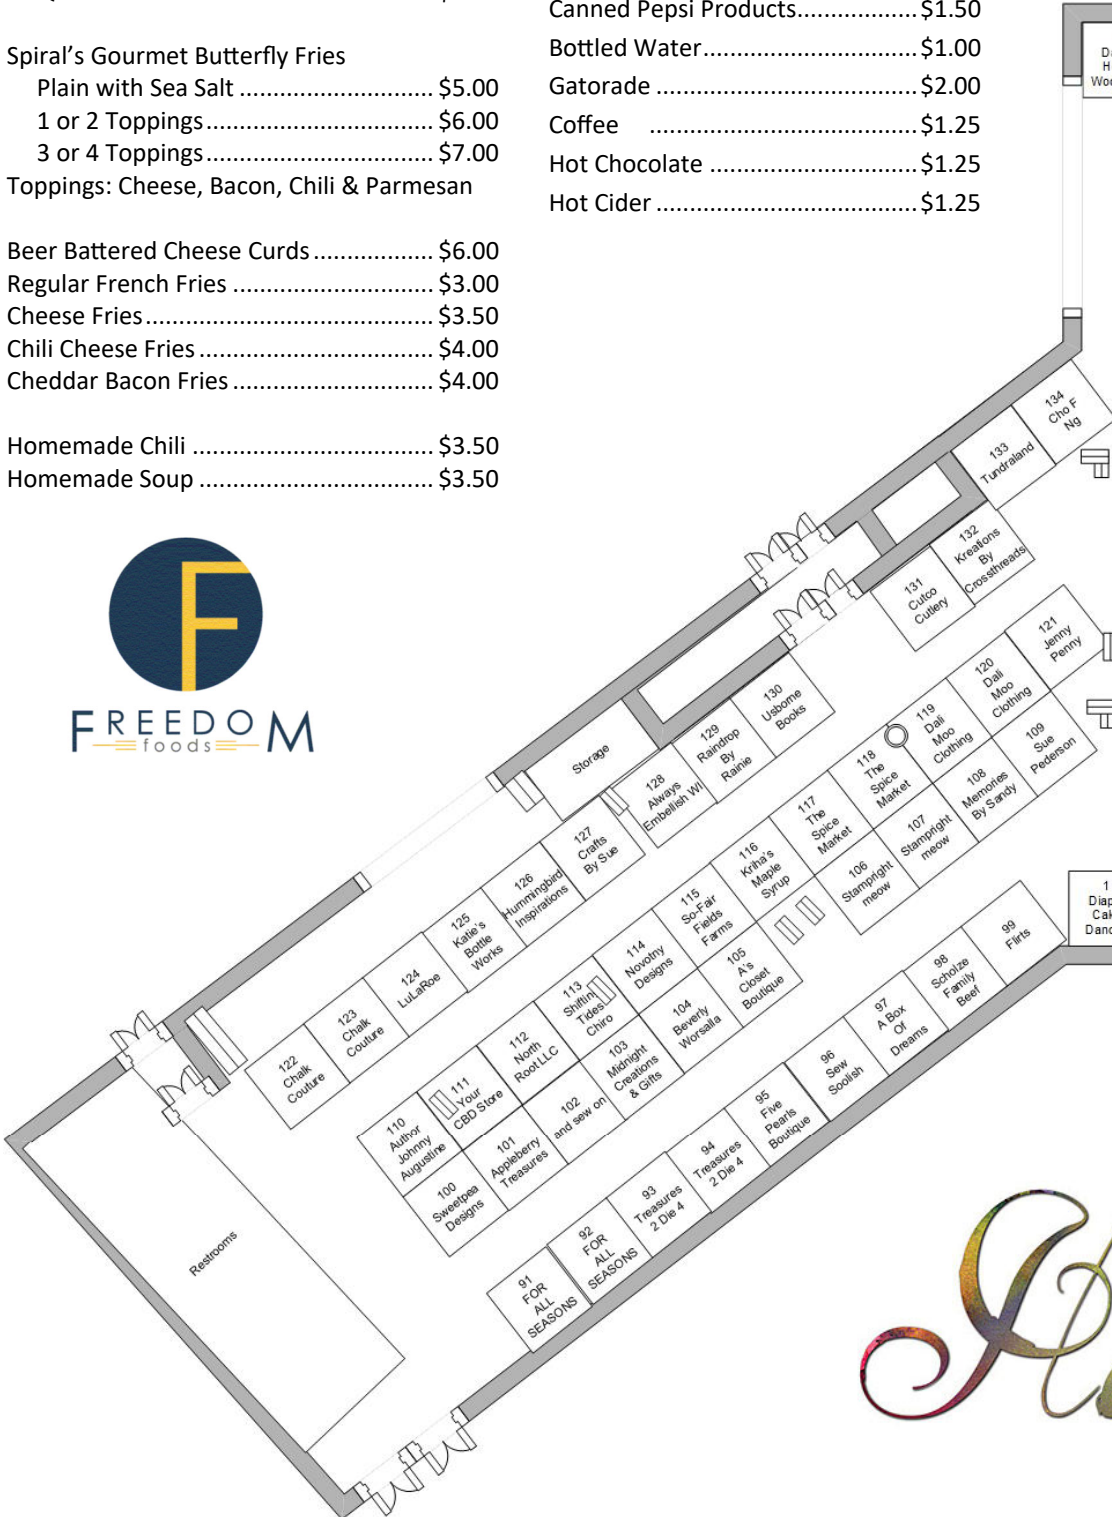 Spiral’s Gourmet Butterfly Fries
Plain with Sea Salt ............................. $5.00
1 or 2 Toppings.................................. $6.00
3 or 4 Toppings.................................. $7.00
Toppings: Cheese, Bacon, Chili & Parmesan
Beer Battered Cheese Curds.................. $6.00
Regular French Fries .............................. $3.00
Cheese Fries........................................... $3.50
Chili Cheese Fries ................................... $4.00
Cheddar Bacon Fries .............................. $4.00
Homemade Chili .................................... $3.50
Homemade Soup ................................... $3.50
Canned Pepsi Products.................. $1.50
Bottled Water................................ $1.00
Gatorade ....................................... $2.00
Coffee ........................................ $1.25
Hot Chocolate ............................... $1.25
Hot Cider ....................................... $1.25
FREEDOM
foods
134
Cho F
Ng
133
Tundraland
132
Kreations
By
Crossthreads
131
Cutco
Cutlery
130
Usborne
Books
129
Raindrop
By
Rainie
128
Always
Embellish WI
Storage
127
Crafts
By Sue
126
Hummingbird
Inspirations
125
Katie's
Bottle
Works
124
LuLaRoe
123
Chalk
Couture
122
Chalk
Couture
121
Jenny
Penny
120
Dali
Moo
Clothing
119
Dali
Moo
Clothing
118
The
Spice
Market
117
The
Spice
Market
116
Kriha's
Maple
Syrup
115
So-Fair
Fields
Farms
114
Novotny
Designs
113
Shifting
Tides
Chiro
112
North
Root LLC
111
Your
CBD Store
110
Author
Johnny
Augustine
109
Sue
Pederson
108
Memories
By Sandy
107
Stampright
meow
106
Stampright
meow
105
A's
Closet
Boutique
104
Beverly
Worsalla
103
Midnight
Creations
& Gifts
102
and sew on
101
Appleberry
Treasures
100
Sweetpea
Designs
99
Flirts
98
Scholze
Family
Beef
97
A Box
Of
Dreams
96
Sew
Soolish
95
Five
Pearls
Boutique
94
Treasures
2 Die 4
93
Treasures
2 Die 4
92
FOR
ALL
SEASONS
91
FOR
ALL
SEASONS
Restrooms